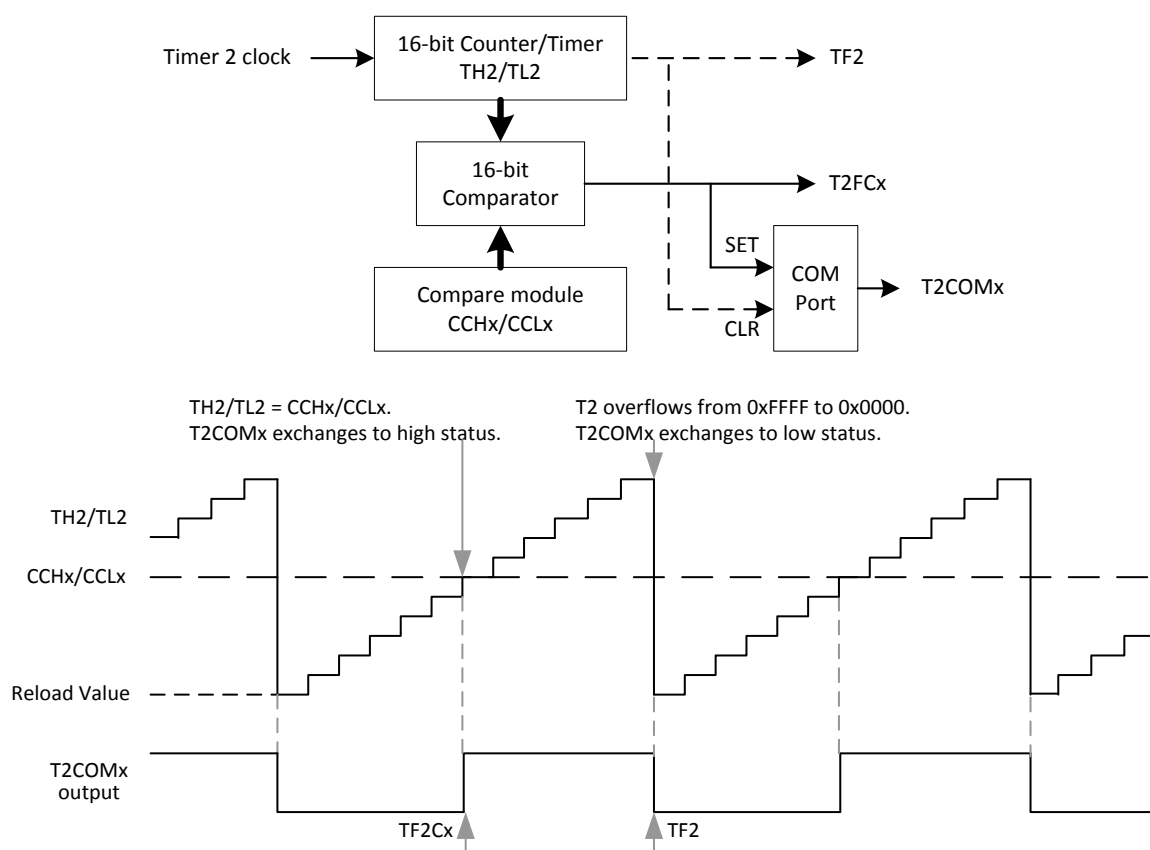 Timer 2 clock
16-bit Counter/Timer
TH2/TL2
TF2
16-bit
Comparator
T2FCx
SET
COM
Port
T2COMx
Compare module
CCHx/CCLx
CLR
TH2/TL2 = CCHx/CCLx.
T2COMx exchanges to high status.
T2 overflows from 0xFFFF to 0x0000.
T2COMx exchanges to low status.
TH2/TL2
CCHx/CCLx
Reload Value
T2COMx
output
TF2Cx
TF2